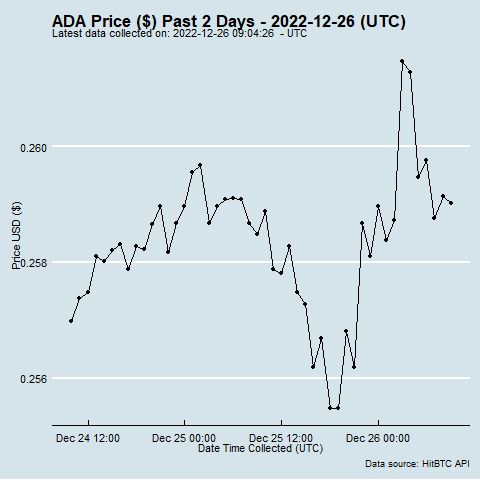 ADA Price ($) Past 2 Days - 2022-12-26 (UTC)
Latest data collected on: 2022-12-26 09:04:26  - UTC
0.260
0.258
0.256
Price USD ($)
Dec 24 12:00
Dec 25 00:00
Dec 25 12:00
Dec 26 00:00
Date Time Collected (UTC)
Data source: HitBTC API